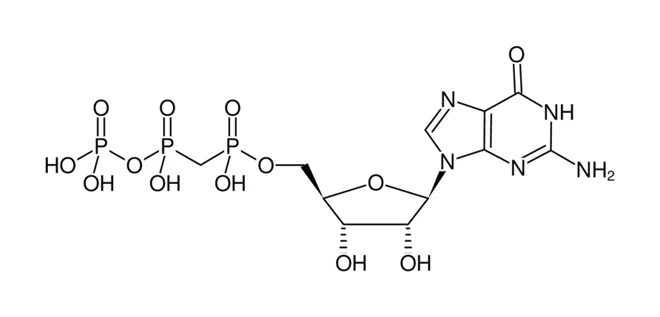 O
N
NH
O O O
HO P O P P O O N N NH2
OH OH OH
OH OH